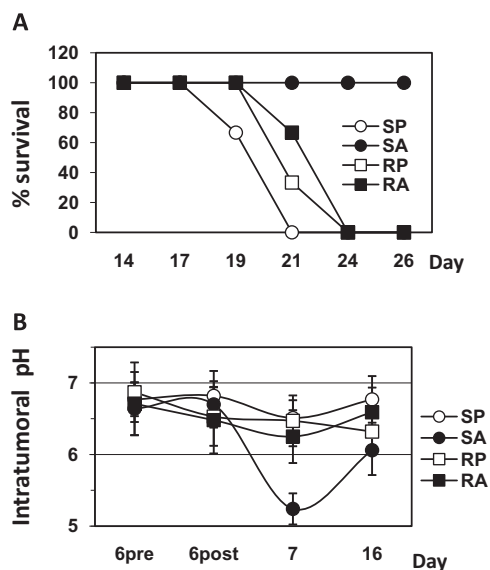 A
% survival
120
100
80
60
40
20
0
SP
SA
RP
RA
14 17 19 21 24 26 Day
B
Intratumoral pH
7
6
5
SP
SA
RP
RA
6pre 6post 7 16 Day